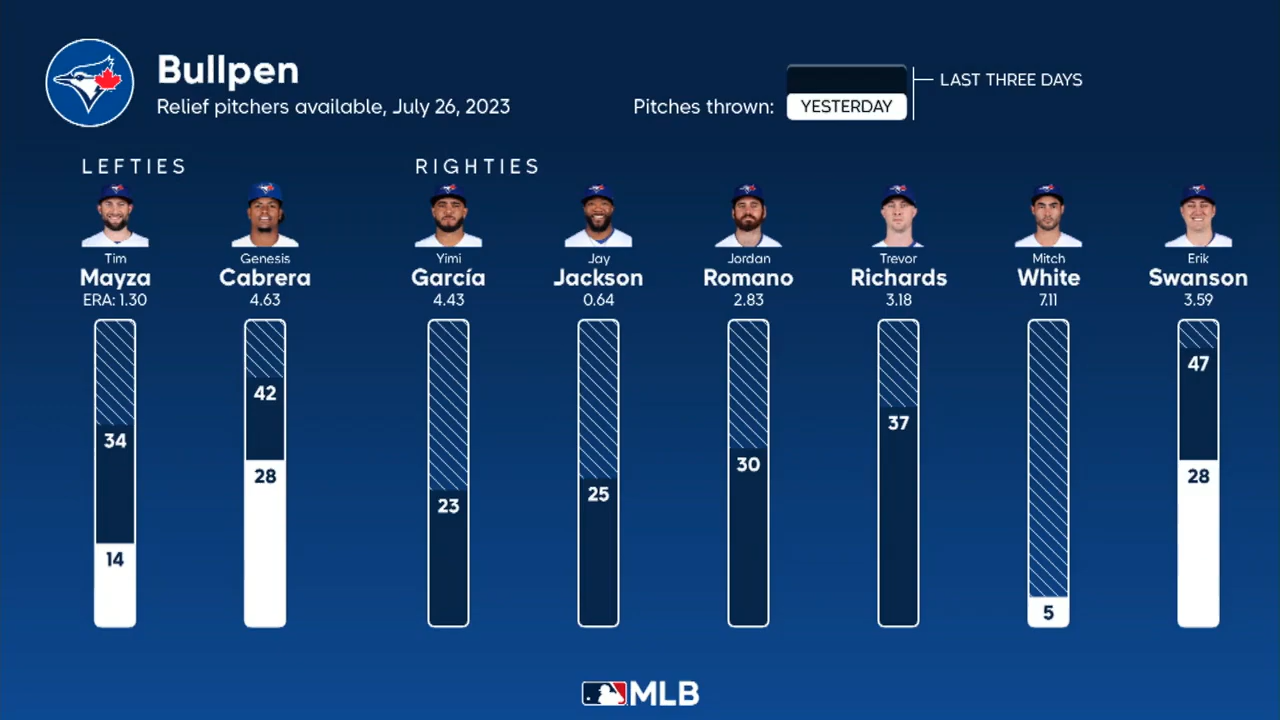 Bullpen
Relief pitchers available, July 26, 2023
Pitches thrown:
YESTERDAY
LAST THREE DAYS
LEFTIES
RIGHTIES
Tim
Mayza
ERA: 1.30
34
14
Genesis
Cabrera
4.63
42
28
Yimi
García
4.43
23
Jay
Jackson
0.64
25
Jordan
Romano
2.83
30
Trevor
Richards
3.18
37
Mitch
White
7.11
5
Erik
Swanson
3.59
47
28
MLB